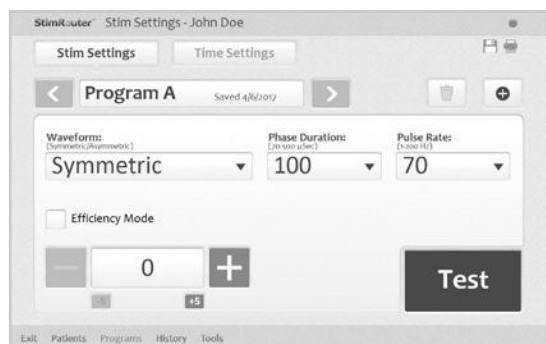 StimRouter™ Stim Settings - John Doe
Stim Settings Time Settings
Program A Saved 4/6/2017
Waveform: Phase Duration: Pulse Rate:
(Symmetric/Asymmetric) (70-500 µSec) (1-200 Hz)
Symmetric 100 70
Efficiency Mode
0
-5 +5
Test
Exit Patients Programs History Tools